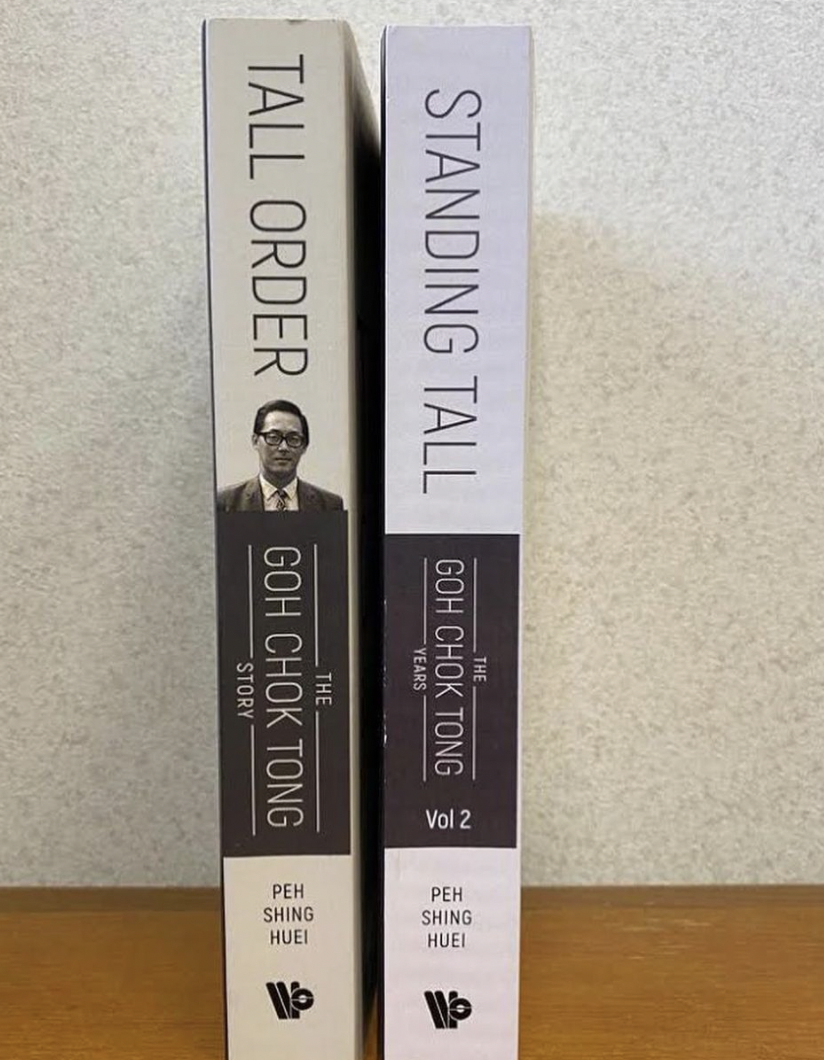 TALL ORDER
THE
GOH CHOK TONG
STORY
PEH
SHING
HUEI
STANDING TALL
THE
GOH CHOK TONG
YEARS
Vol 2
PEH
SHING
HUEI